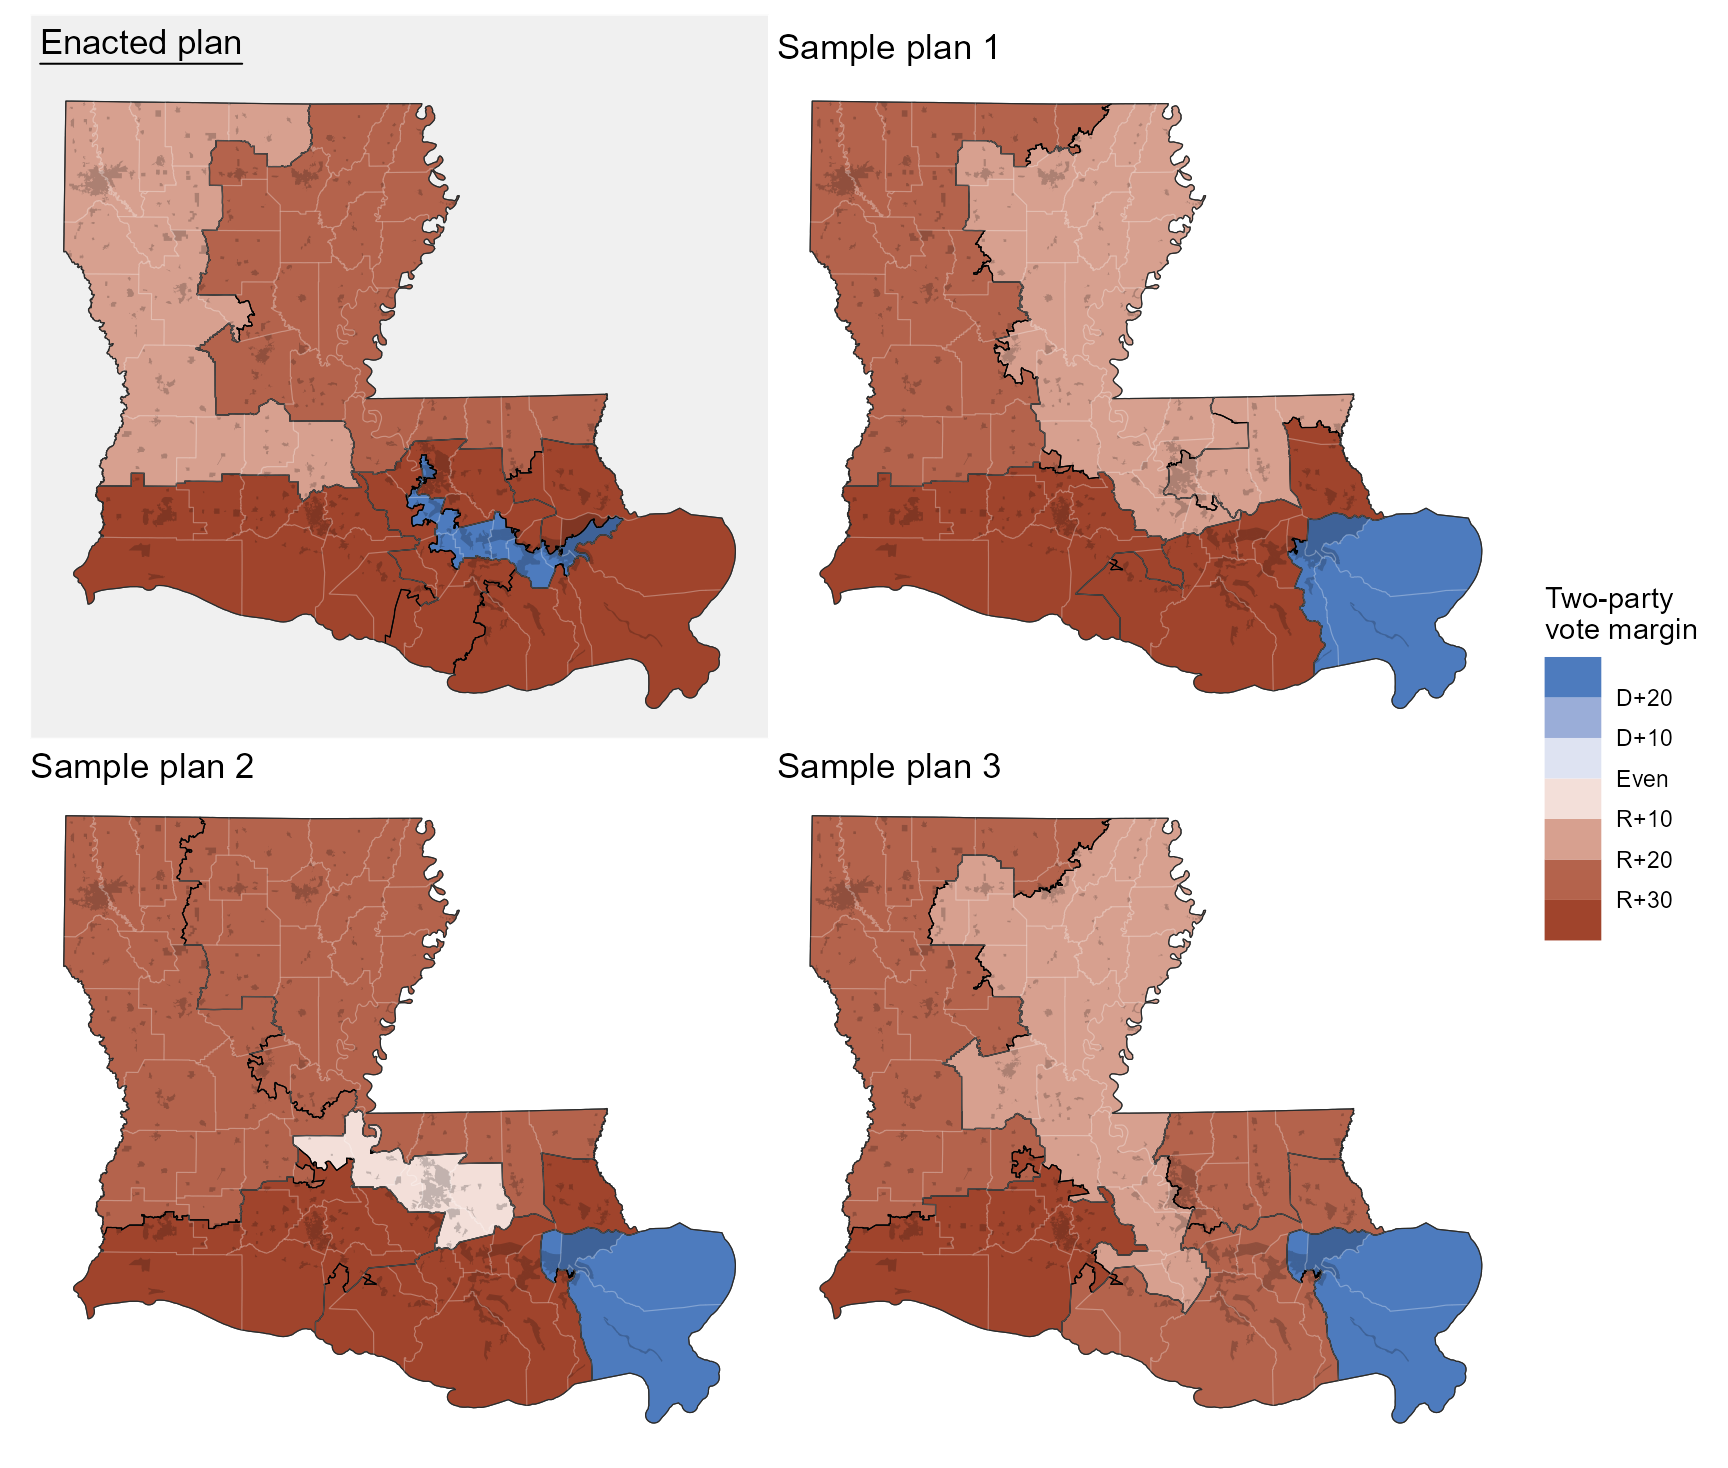 Enacted plan
Sample plan 1
Sample plan 2
Sample plan 3
Two-party
vote margin
D+20
D+10
Even
R+10
R+20
R+30